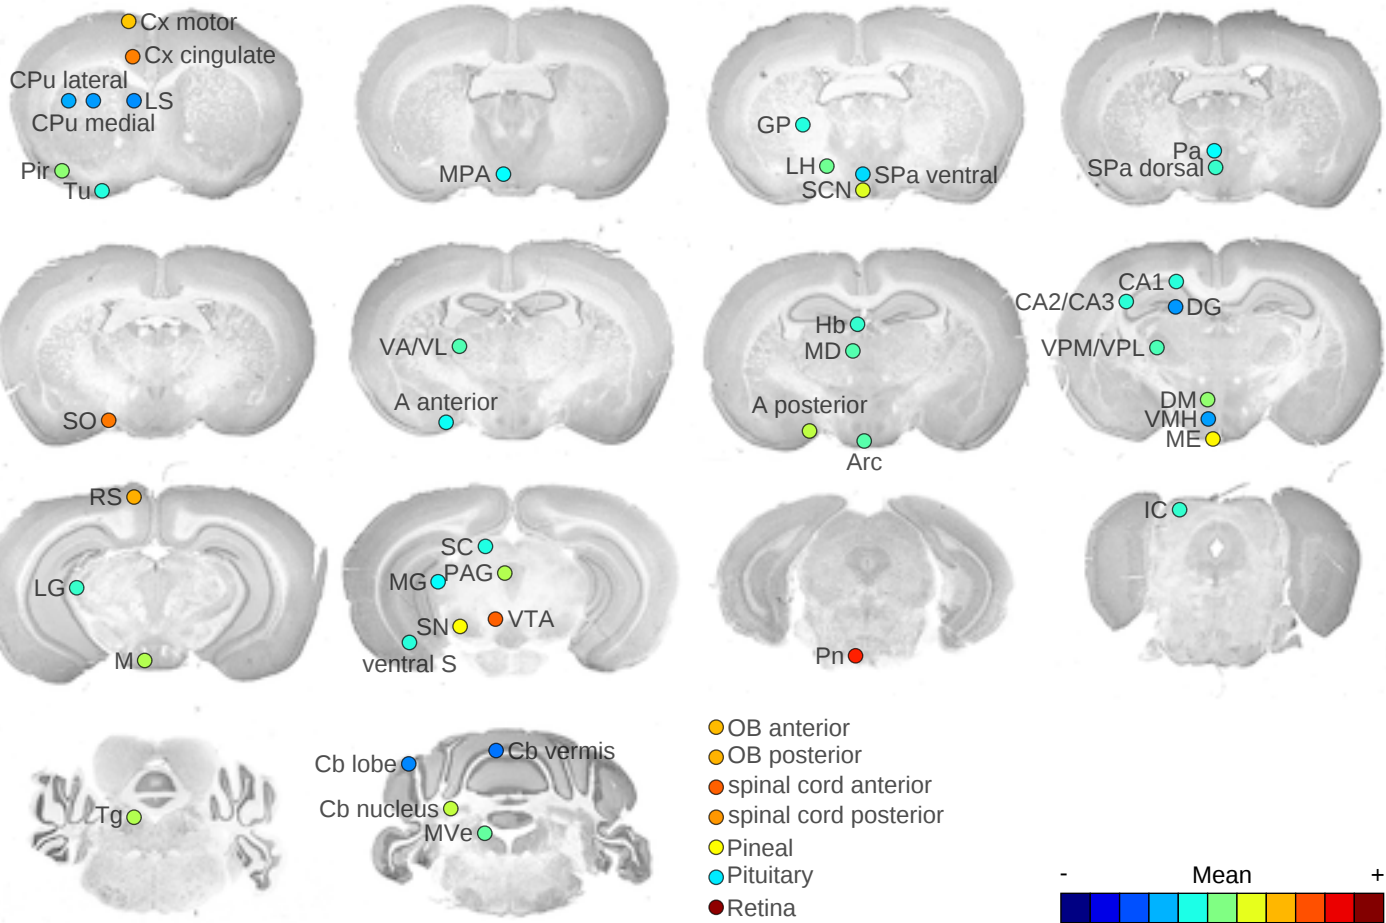 Cx motor
Cx cingulate
CPu lateral
LS
CPu medial
Pir
Tu
MPA
GP
LH
SPa ventral
SCN
Pa
SPa dorsal
SO
VA/VL
A anterior
Hb
MD
A posterior
Arc
CA1
CA2/CA3
DG
VPM/VPL
DM
VMH
ME
RS
LG
M
SC
MG
PAG
SN
VTA
ventral S
Pn
IC
Tg
Cb lobe
Cb vermis
Cb nucleus
MVe
OB anterior
OB posterior
spinal cord anterior
spinal cord posterior
Pineal
Pituitary
Retina
- Mean +